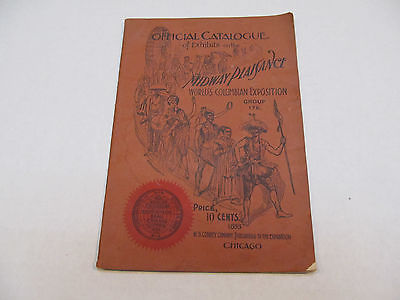 OFFICIAL CATALOGUE
of Exhibits on the
MIDWAY PLAISANCE
WORLD'S COLUMBIAN EXPOSITION
GROUP
176.
PRICE,
10 CENTS.
1893
W. B. CONKEY COMPANY, PUBLISHERS TO THE EXPOSITION
CHICAGO